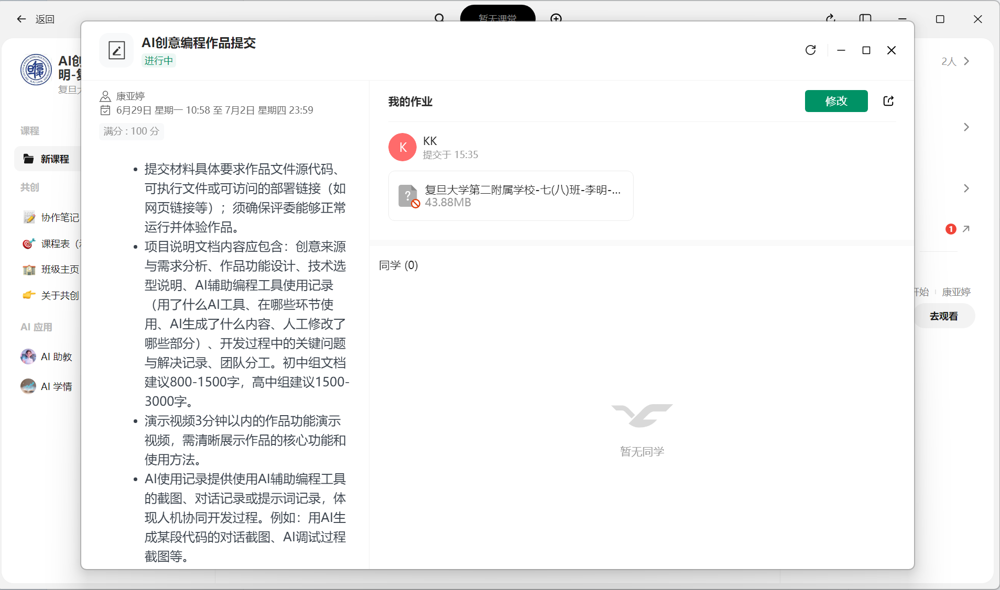 返回
暂无课堂
AI创
明-复
复旦大
2人
课程
新课程
共创
协作笔记
课程表（
班级主页
关于共创
AI 应用
AI 助教
AI 学情
AI创意编程作品提交
进行中
康亚婷
6月29日 星期一 10:58 至 7月2日 星期四 23:59
满分 : 100 分
提交材料具体要求作品文件源代码、
可执行文件或可访问的部署链接（如
网页链接等）；须确保评委能够正常
运行并体验作品。
项目说明文档内容应包含：创意来源
与需求分析、作品功能设计、技术选
型说明、AI辅助编程工具使用记录
（用了什么AI工具、在哪些环节使
用、AI生成了什么内容、人工修改了
哪些部分）、开发过程中的关键问题
与解决记录、团队分工。初中组文档
建议800-1500字，高中组建议1500-
3000字。
演示视频3分钟以内的作品功能演示
视频，需清晰展示作品的核心功能和
使用方法。
AI使用记录提供使用AI辅助编程工具
的截图、对话记录或提示词记录，体
现人机协同开发过程。例如：用AI生
成某段代码的对话截图、AI调试过程
截图等。
我的作业
修改
K
KK
提交于 15:35
复旦大学第二附属学校-七(八)班-李明-...
43.88MB
同学 (0)
暂无同学
1
开始
康亚婷
去观看